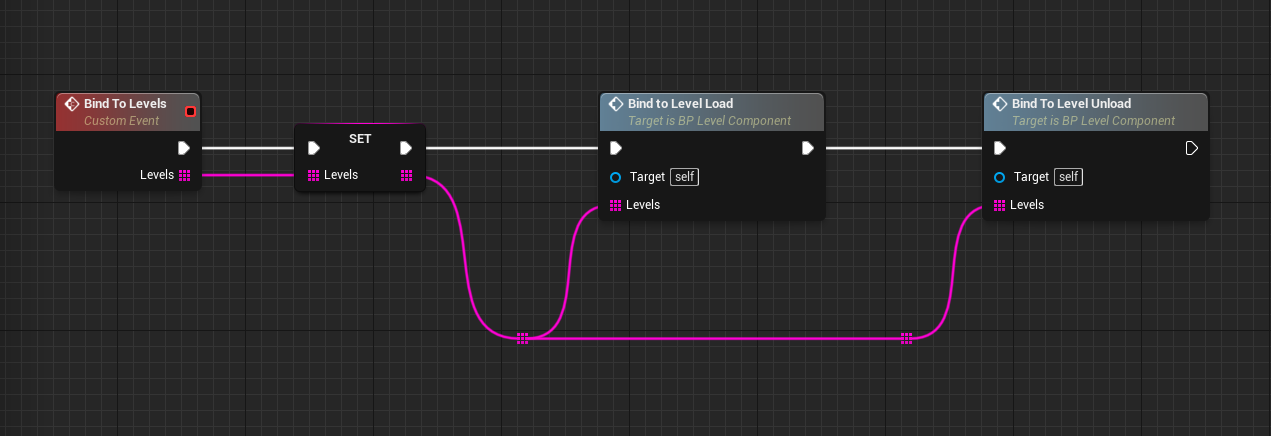 Bind To Levels
Custom Event
Levels
SET
Levels
Bind to Level Load
Target is BP Level Component
Target self
Levels
Bind To Level Unload
Target is BP Level Component
Target self
Levels